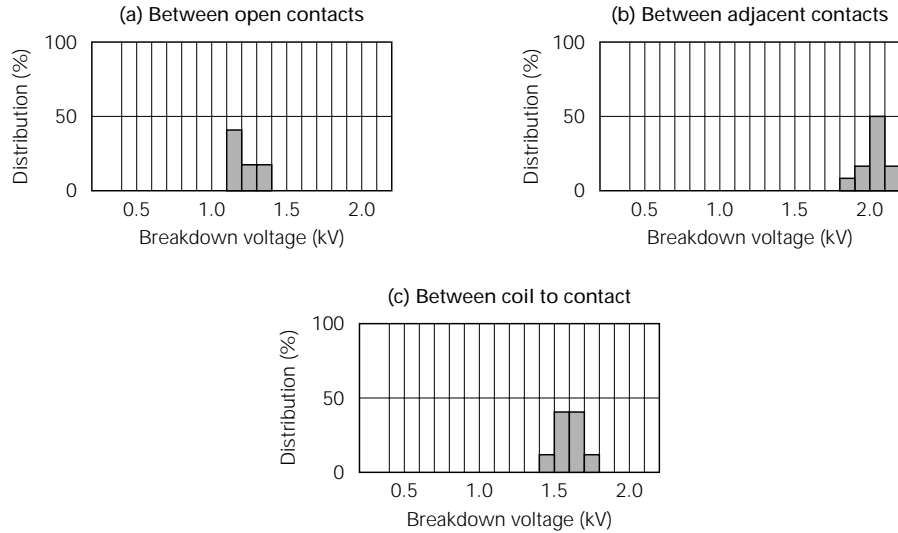 (a) Between open contacts
Distribution (%)
100
50
0
0.5 1.0 1.5 2.0
Breakdown voltage (kV)
(b) Between adjacent contacts
Distribution (%)
100
50
0
0.5 1.0 1.5 2.0
Breakdown voltage (kV)
(c) Between coil to contact
Distribution (%)
100
50
0
0.5 1.0 1.5 2.0
Breakdown voltage (kV)